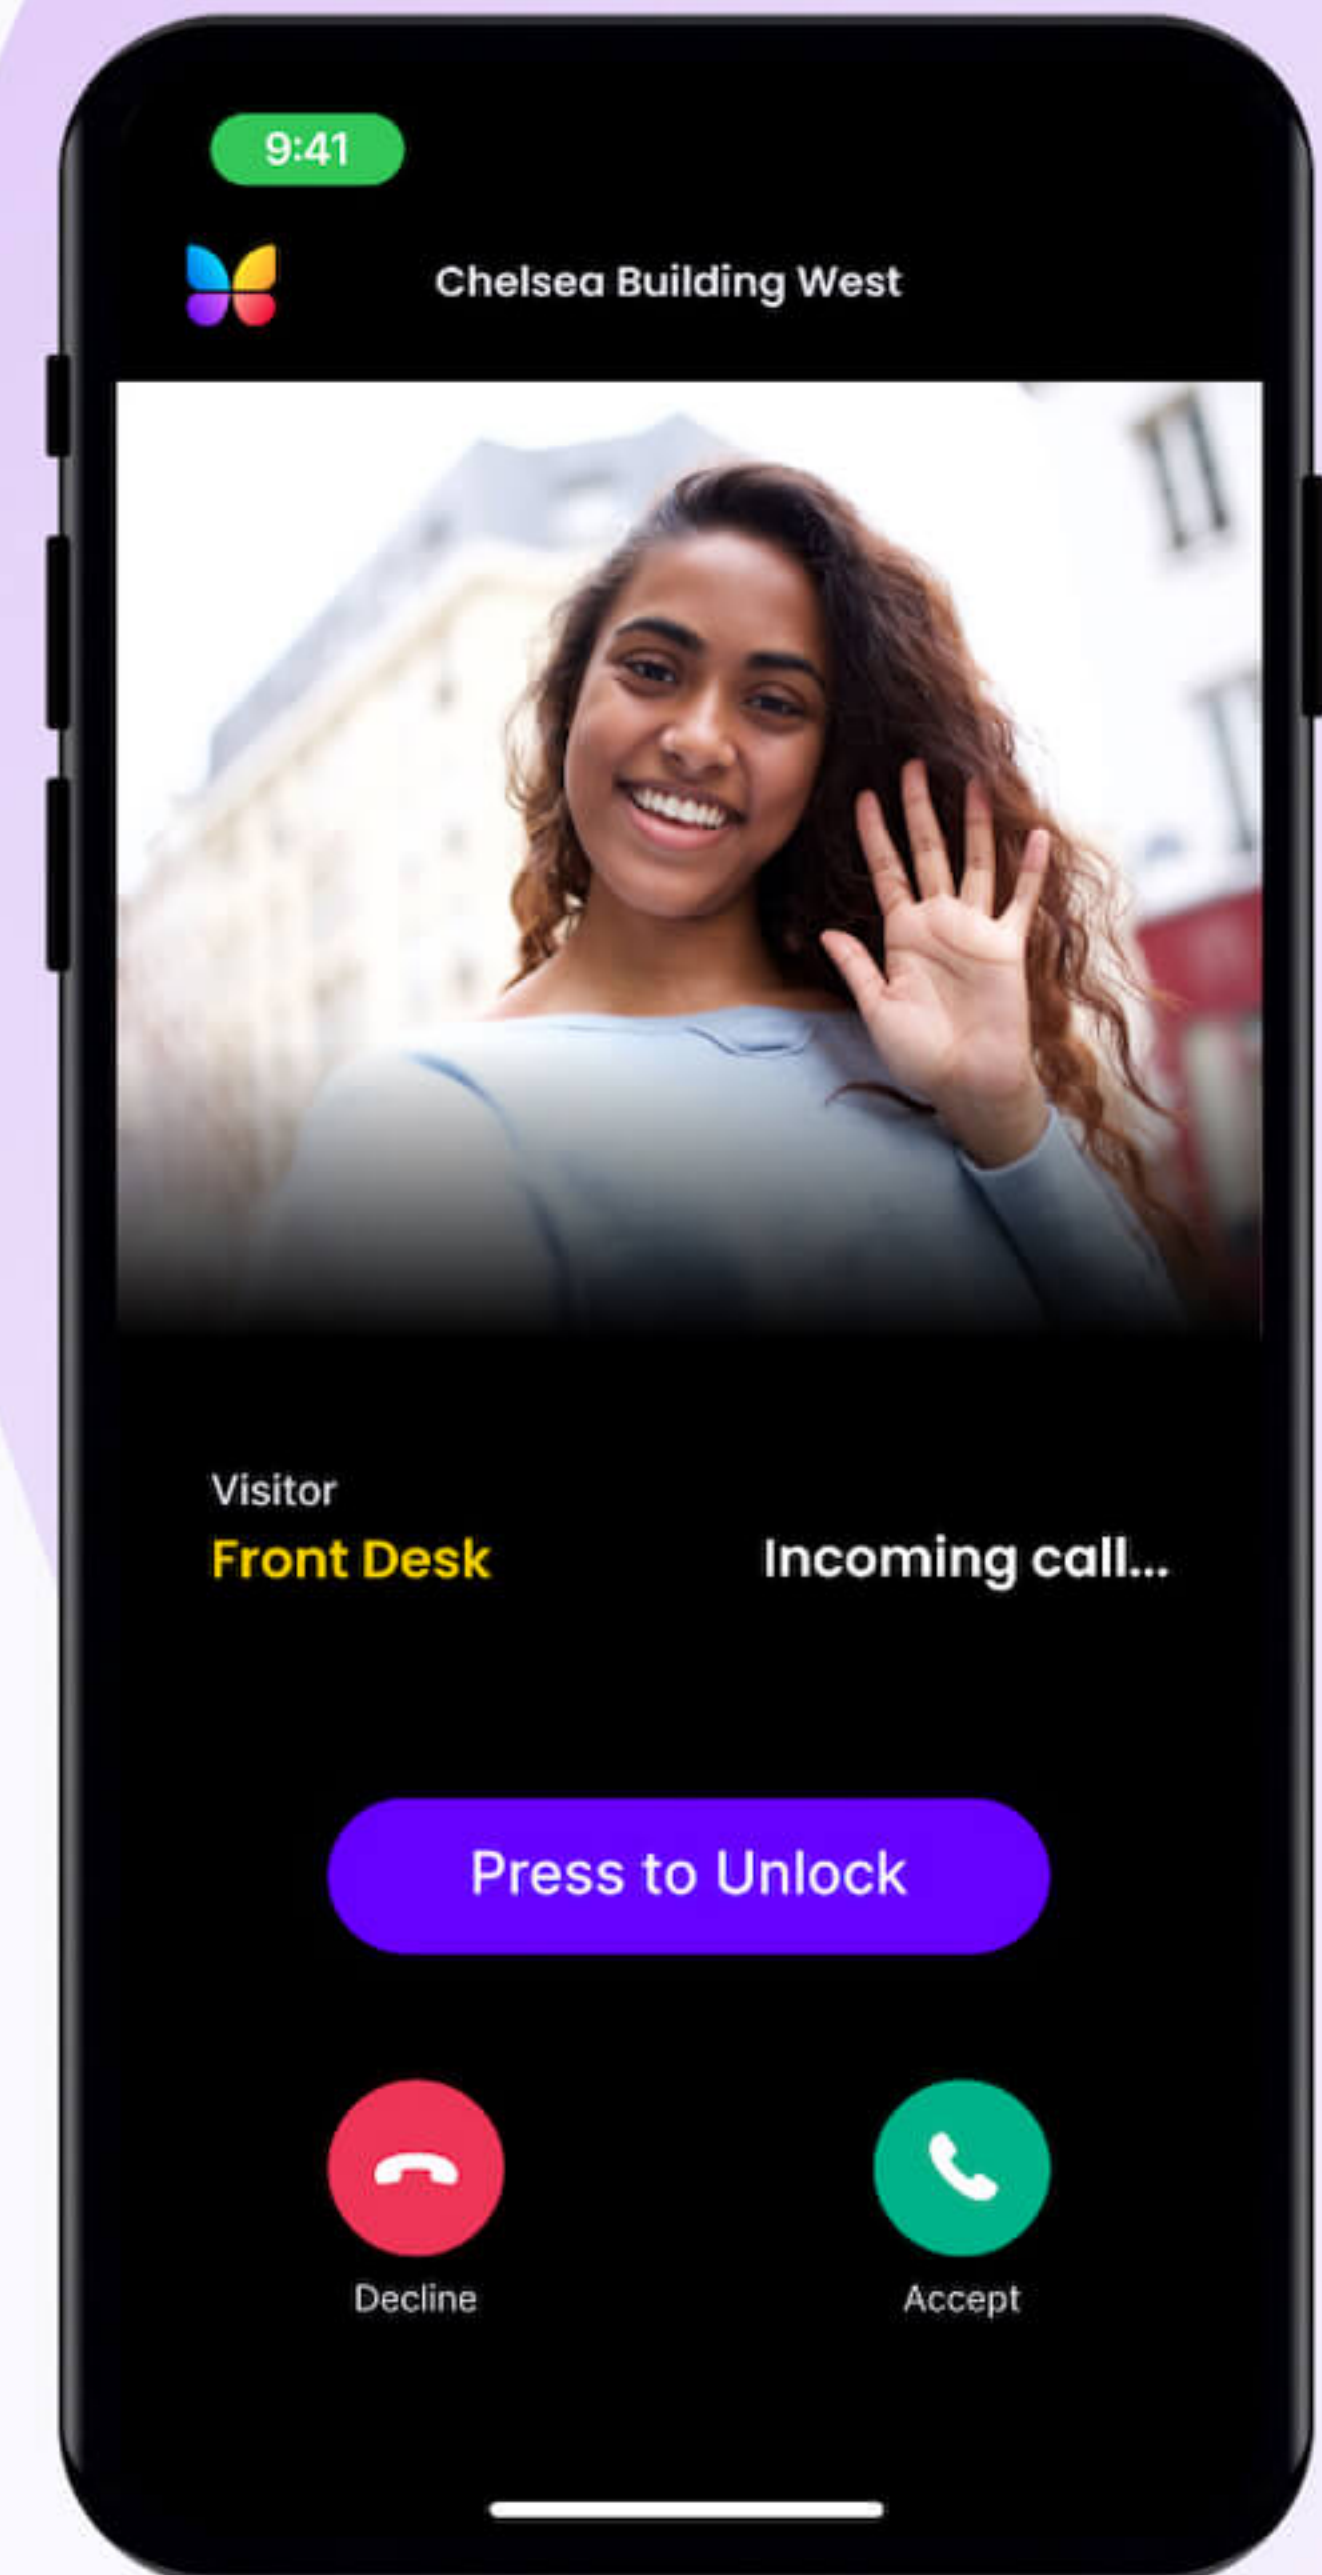 9:41
Chelsea Building West
Visitor
Front Desk
Incoming call...
Press to Unlock
Decline
Accept